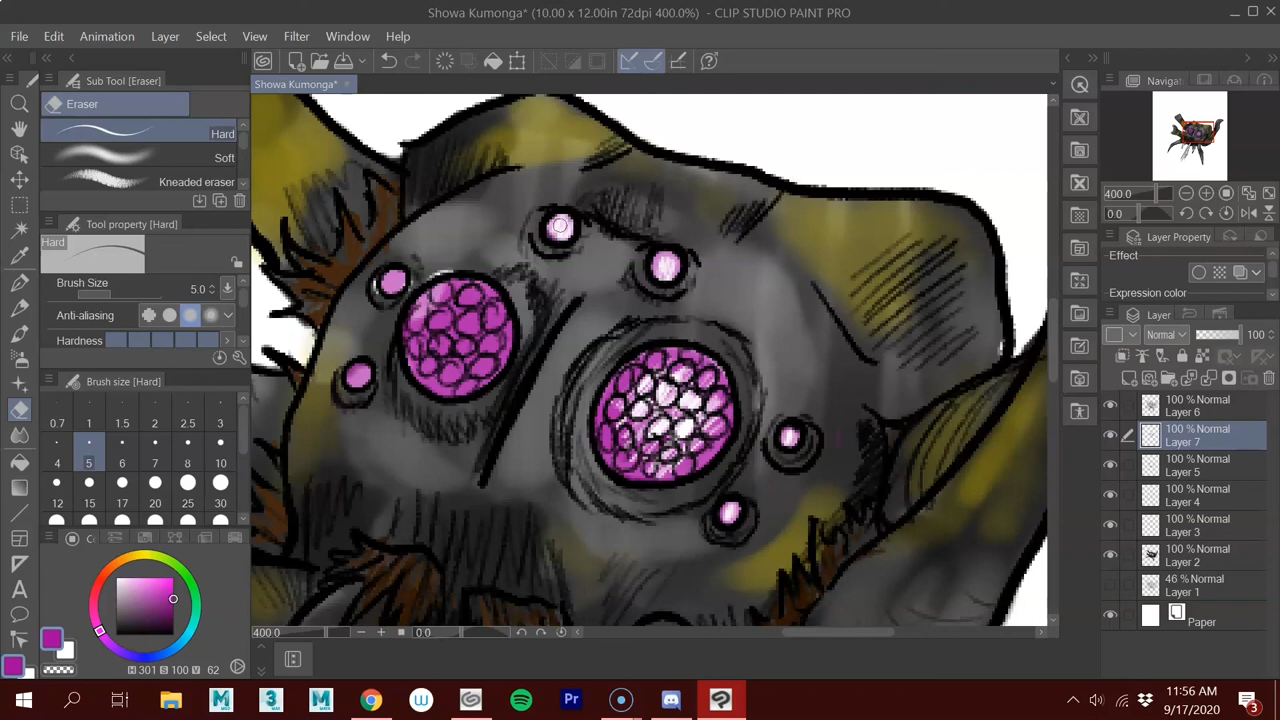 Showa Kumonga* (10.00 x 12.00in 72dpi 400.0%) - CLIP STUDIO PAINT PRO
File Edit Animation Layer Select View Filter Window Help
Sub Tool [Eraser]
Showa Kumonga*
Navigat
Eraser
Hard
Soft
Kneaded eraser
400.0
0.0
Tool property [Hard]
Hard
Layer Property
Effect
Brush Size 5.0
Expression color
Anti-aliasing
Layer
Hardness
Normal 100
Brush size [Hard]
0.7 1 1.5 2 2.5 3
4 5 6 7 8 10
12 15 17 20 25 30
100 % Normal
Layer 6
100 % Normal
Layer 7
100 % Normal
Layer 5
100 % Normal
Layer 4
100 % Normal
Layer 3
100 % Normal
Layer 2
46 % Normal
Layer 1
Paper
400.0
0.0
H 301 S 100 V 62
11:56 AM
9/17/2020
3